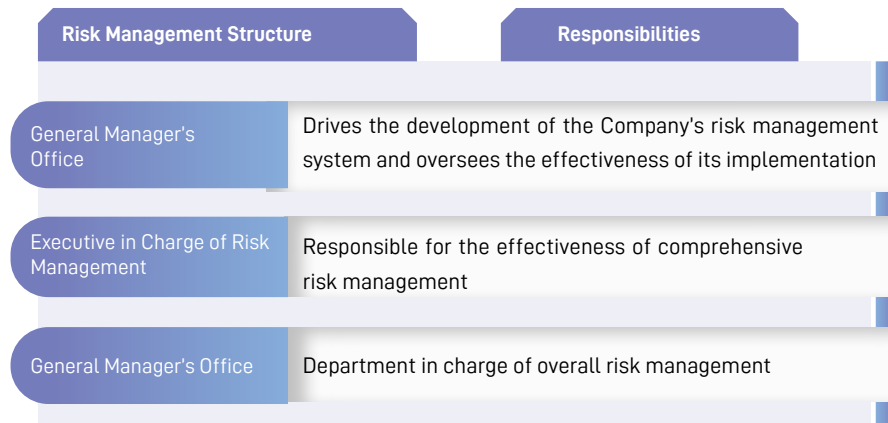 Risk Management Structure
Responsibilities
General Manager's
Office
Drives the development of the Company's risk management
system and oversees the effectiveness of its implementation
Executive in Charge of Risk
Management
Responsible for the effectiveness of comprehensive
risk management
General Manager's Office
Department in charge of overall risk management